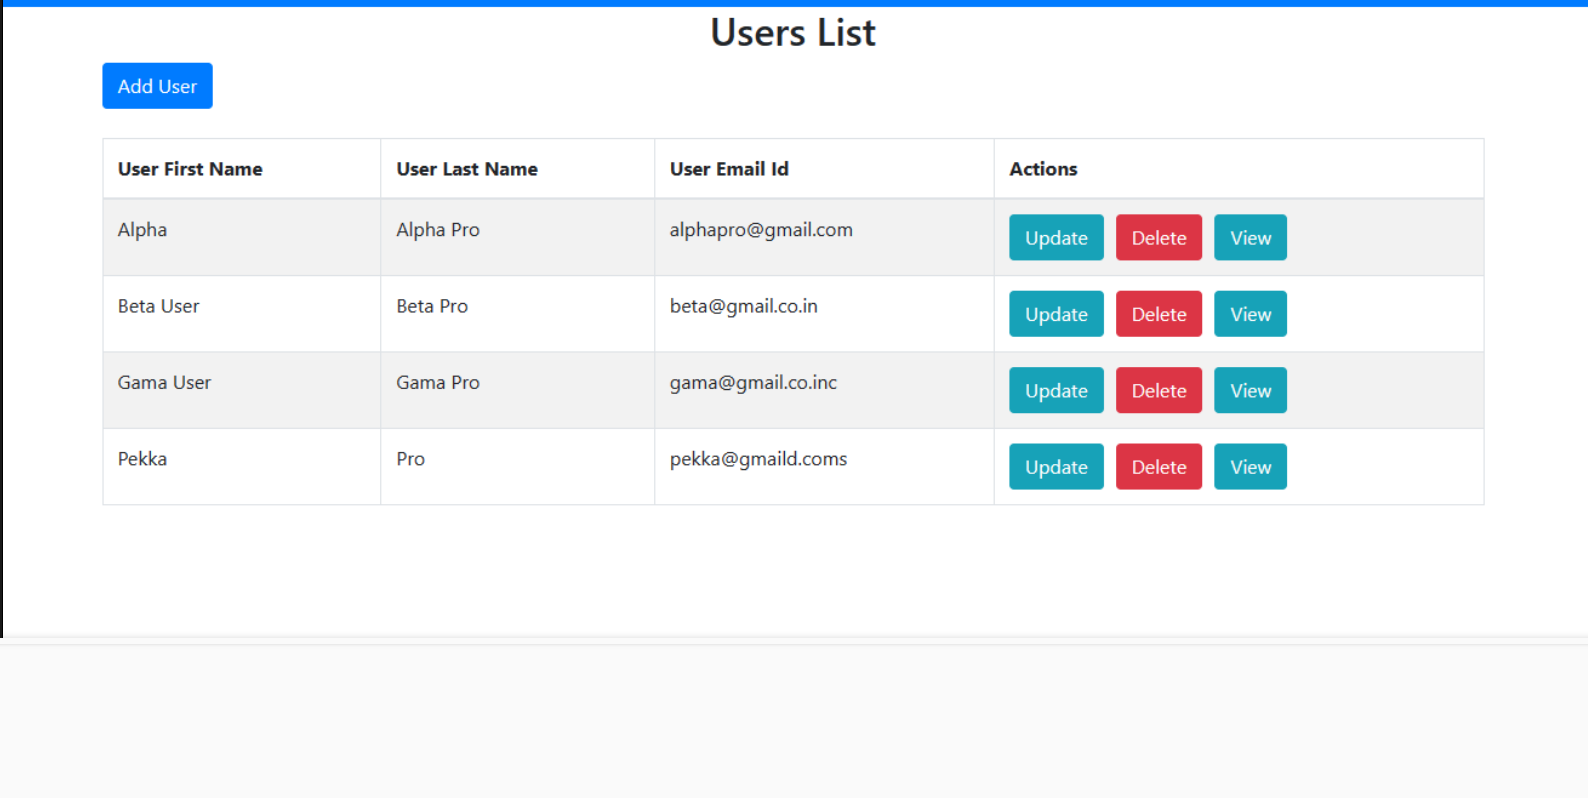 Users List
Add User
User First Name User Last Name User Email Id Actions
Alpha Alpha Pro alphapro@gmail.com Update Delete View
Beta User Beta Pro beta@gmail.co.in Update Delete View
Gama User Gama Pro gama@gmail.co.inc Update Delete View
Pekka Pro pekka@gmaild.coms Update Delete View